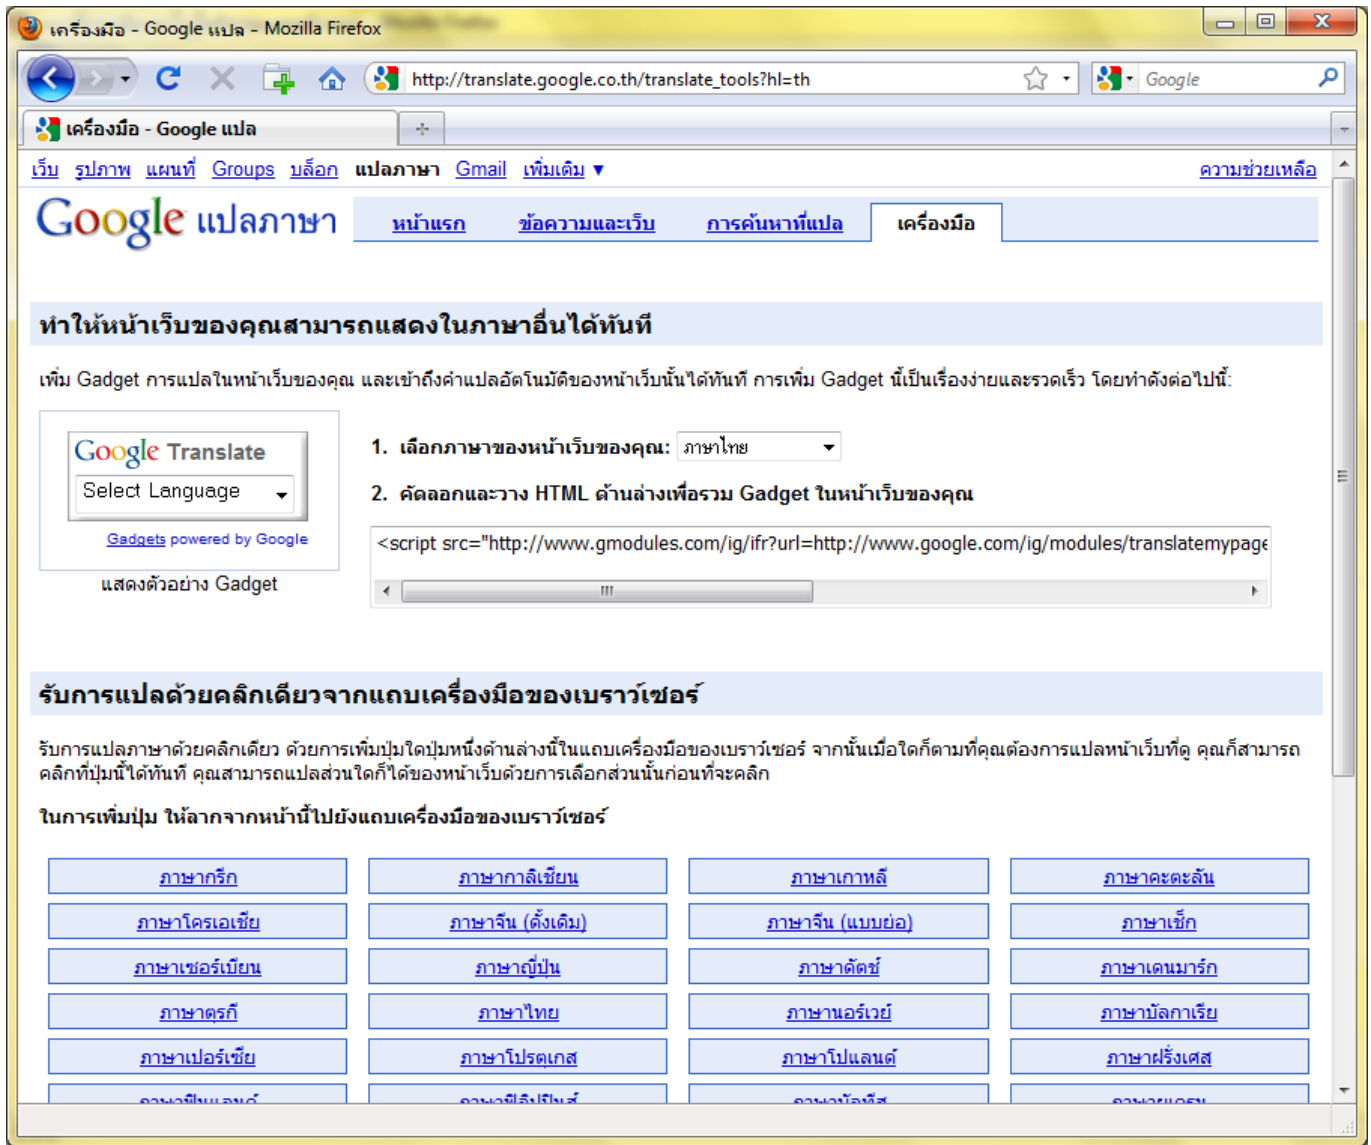 เครื่องมือ - Google แปล - Mozilla Firefox
http://translate.google.co.th/translate_tools?hl=th
Google
เครื่องมือ - Google แปล
เว็บ รูปภาพ แผนที่ Groups บล็อก แปลภาษา Gmail เพิ่มเติม ▼ ความช่วยเหลือ
Google แปลภาษา หน้าแรก ข้อความและเว็บ การค้นหาที่แปล เครื่องมือ
ทำให้หน้าเว็บของคุณสามารถแสดงในภาษาอื่นได้ทันที
เพิ่ม Gadget การแปลในหน้าเว็บของคุณ และเข้าถึงคำแปลอัตโนมัติของหน้าเว็บนั้นได้ทันที การเพิ่ม Gadget นี้เป็นเรื่องง่ายและรวดเร็ว โดยทำดังต่อไปนี้:
Google Translate
Select Language
Gadgets powered by Google
แสดงตัวอย่าง Gadget
1. เลือกภาษาของหน้าเว็บของคุณ: ภาษาไทย
2. คัดลอกและวาง HTML ด้านล่างเพื่อรวม Gadget ในหน้าเว็บของคุณ
<script src="http://www.gmodules.com/ig/ifr?url=http://www.google.com/ig/modules/translatemypage
รับการแปลด้วยคลิกเดียวจากแถบเครื่องมือของเบราว์เซอร์
รับการแปลภาษาด้วยคลิกเดียว ด้วยการเพิ่มปุ่มใดปุ่มหนึ่งด้านล่างนี้ในแถบเครื่องมือของเบราว์เซอร์ จากนั้นเมื่อใดก็ตามที่คุณต้องการแปลหน้าเว็บที่ดู คุณก็สามารถ
คลิกที่ปุ่มนี้ได้ทันที คุณสามารถแปลส่วนใดก็ได้ของหน้าเว็บด้วยการเลือกส่วนนั้นก่อนที่จะคลิก
ในการเพิ่มปุ่ม ให้ลากจากหน้านี้ไปยังแถบเครื่องมือของเบราว์เซอร์
ภาษากรีก ภาษากาลิเชียน ภาษาเกาหลี ภาษาคะตะลัน
ภาษาโครเอเชีย ภาษาจีน (ดั้งเดิม) ภาษาจีน (แบบย่อ) ภาษาเช็ก
ภาษาเซอร์เบียน ภาษาญี่ปุ่น ภาษาดัตช์ ภาษาเดนมาร์ก
ภาษาตุรกี ภาษาไทย ภาษานอร์เวย์ ภาษาบัลกาเรีย
ภาษาเปอร์เซีย ภาษาโปรตุเกส ภาษาโปแลนด์ ภาษาฝรั่งเศส